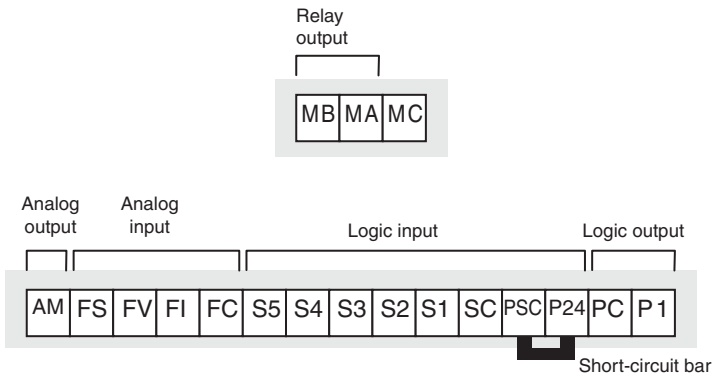 Relay
output
MB MA MC
Analog
output
Analog
input
Logic input
Logic output
AM FS FV FI FC S5 S4 S3 S2 S1 SC PSC P24 PC P1
Short-circuit bar